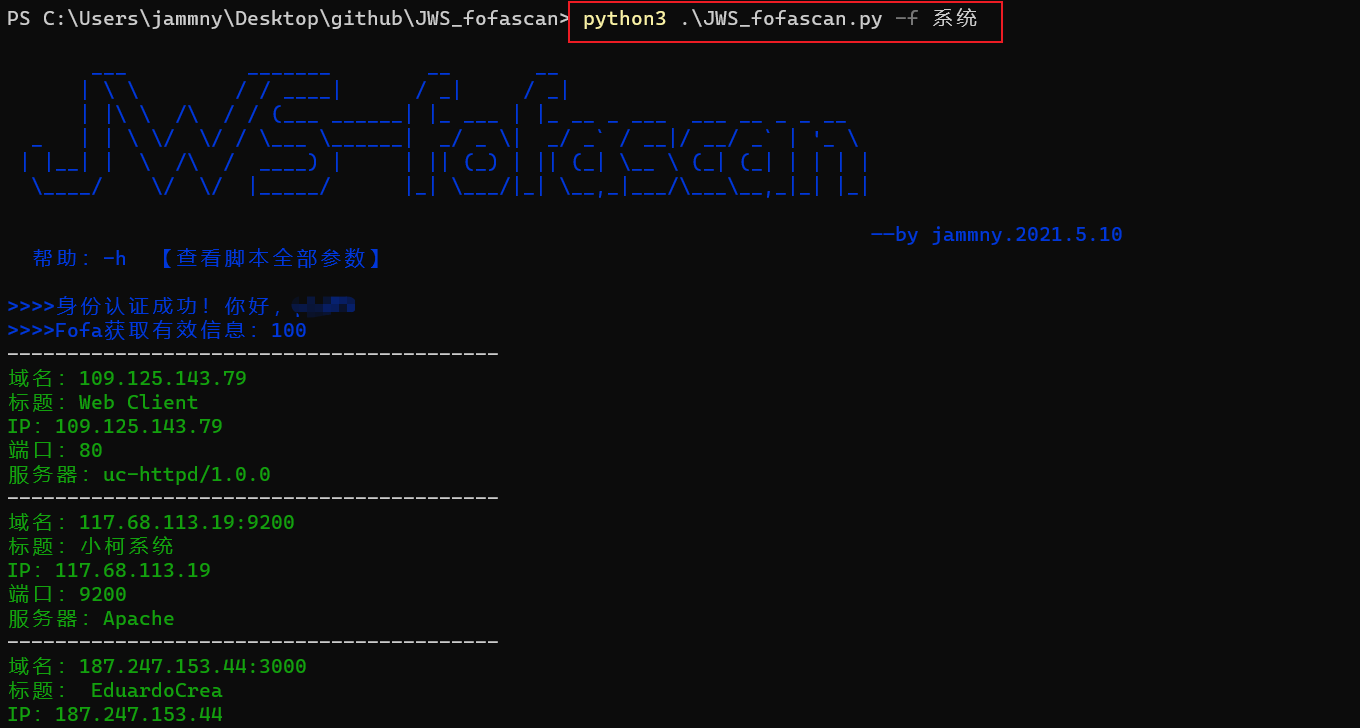 PS C:\Users\jammny\Desktop\github\JWS_fofascan> python3 .\JWS_fofascan.py -f 系统
JWS-fofascan
——by jammny.2021.5.10
帮助: -h 【查看脚本全部参数】
>>>>身份认证成功! 你好,
>>>>Fofa获取有效信息: 100
-----------------------------------------
域名: 109.125.143.79
标题: Web Client
IP: 109.125.143.79
端口: 80
服务器: uc-httpd/1.0.0
-----------------------------------------
域名: 117.68.113.19:9200
标题: 小柯系统
IP: 117.68.113.19
端口: 9200
服务器: Apache
-----------------------------------------
域名: 187.247.153.44:3000
标题: EduardoCrea
IP: 187.247.153.44